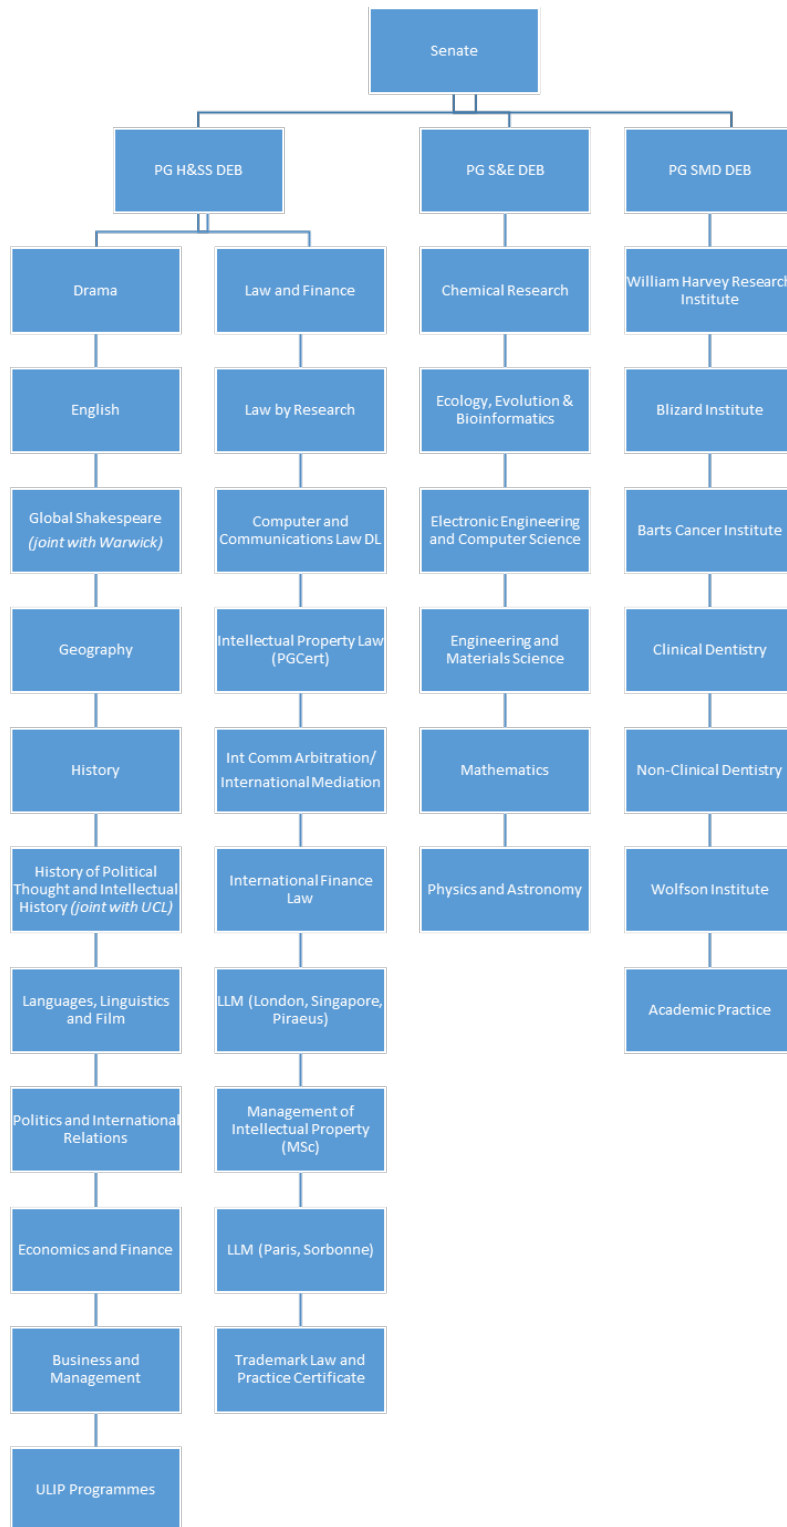 Senate
PG H&SS DEB
PG S&E DEB
PG SMD DEB
Drama
Law and Finance
Chemical Research
William Harvey Research
Institute
English
Law by Research
Ecology, Evolution &
Bioinformatics
Blizard Institute
Global Shakespeare
(joint with Warwick)
Computer and
Communications Law DL
Electronic Engineering
and Computer Science
Barts Cancer Institute
Geography
Intellectual Property Law
(PGCert)
Engineering and
Materials Science
Clinical Dentistry
History
Int Comm Arbitration/
International Mediation
Mathematics
Non-Clinical Dentistry
History of Political
Thought and Intellectual
History (joint with UCL)
International Finance
Law
Physics and Astronomy
Wolfson Institute
Languages, Linguistics
and Film
LLM (London, Singapore,
Piraeus)
Academic Practice
Politics and International
Relations
Management of
Intellectual Property
(MSc)
Economics and Finance
LLM (Paris, Sorbonne)
Business and
Management
Trademark Law and
Practice Certificate
ULIP Programmes